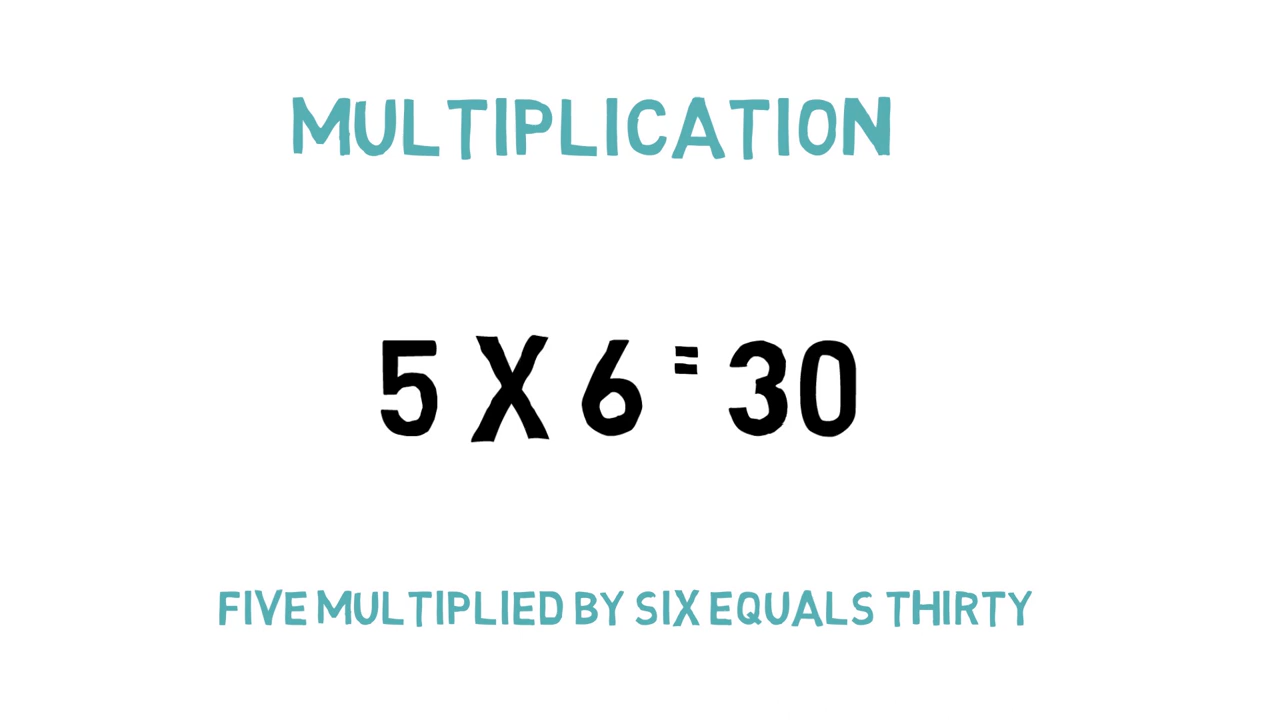 MULTIPLICATION
5 X 6 = 30
FIVE MULTIPLIED BY SIX EQUALS THIRTY